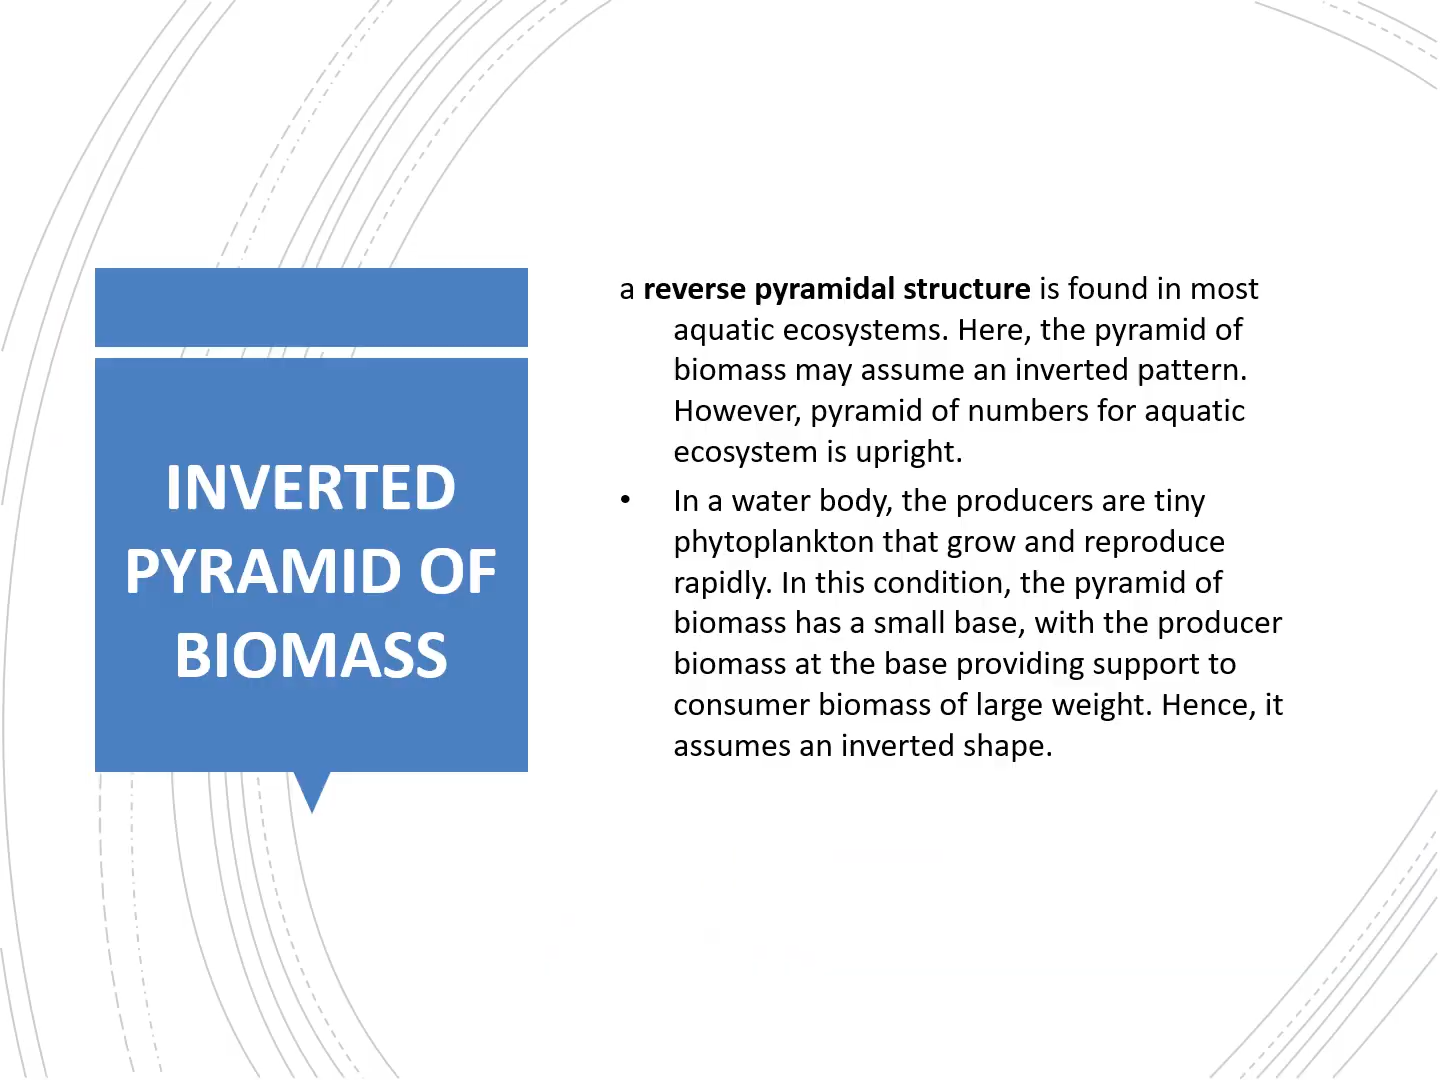 INVERTED
PYRAMID OF
BIOMASS
a reverse pyramidal structure is found in most
aquatic ecosystems. Here, the pyramid of
biomass may assume an inverted pattern.
However, pyramid of numbers for aquatic
ecosystem is upright.
• In a water body, the producers are tiny
phytoplankton that grow and reproduce
rapidly. In this condition, the pyramid of
biomass has a small base, with the producer
biomass at the base providing support to
consumer biomass of large weight. Hence, it
assumes an inverted shape.